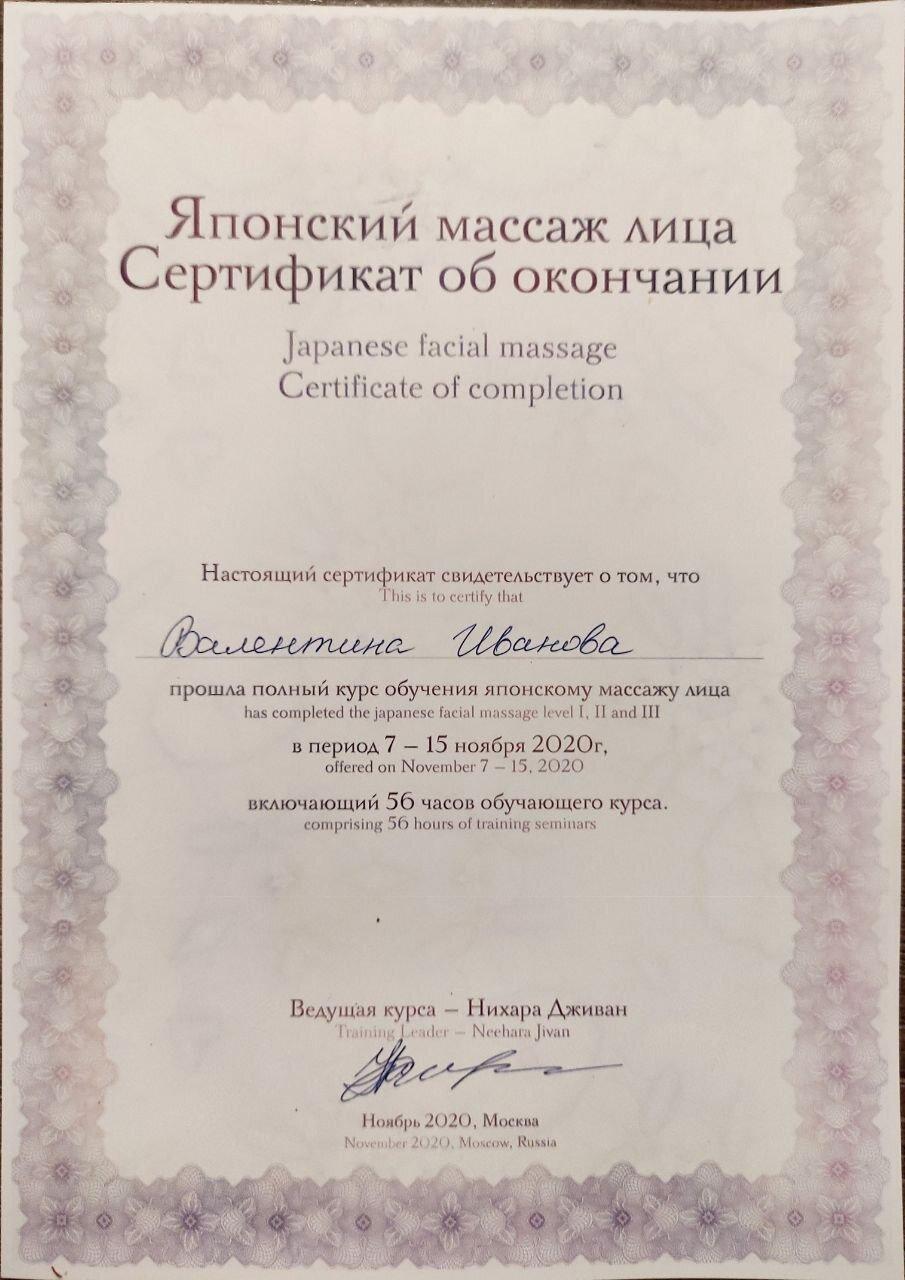 Японский массаж лица
Сертификат об окончании
Japanese facial massage
Certificate of completion
Настоящий сертификат свидетельствует о том, что
This is to certify that
Валентина Иванова
прошла полный курс обучения японскому массажу лица
has completed the japanese facial massage level I, II and III
в период 7 – 15 ноября 2020г,
offered on November 7 – 15, 2020
включающий 56 часов обучающего курса.
comprising 56 hours of training seminars
Ведущая курса – Нихара Дживан
Training Leader – Neehara Jivan
Ноябрь 2020, Москва
November 2020, Moscow, Russia